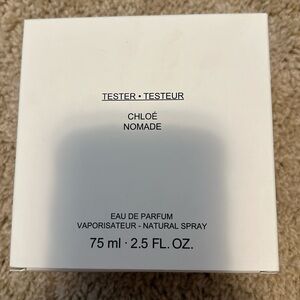 TESTER • TESTEUR
CHLOÉ
NOMADE
EAU DE PARFUM
VAPORISATEUR - NATURAL SPRAY
75 ml · 2.5 FL. OZ.